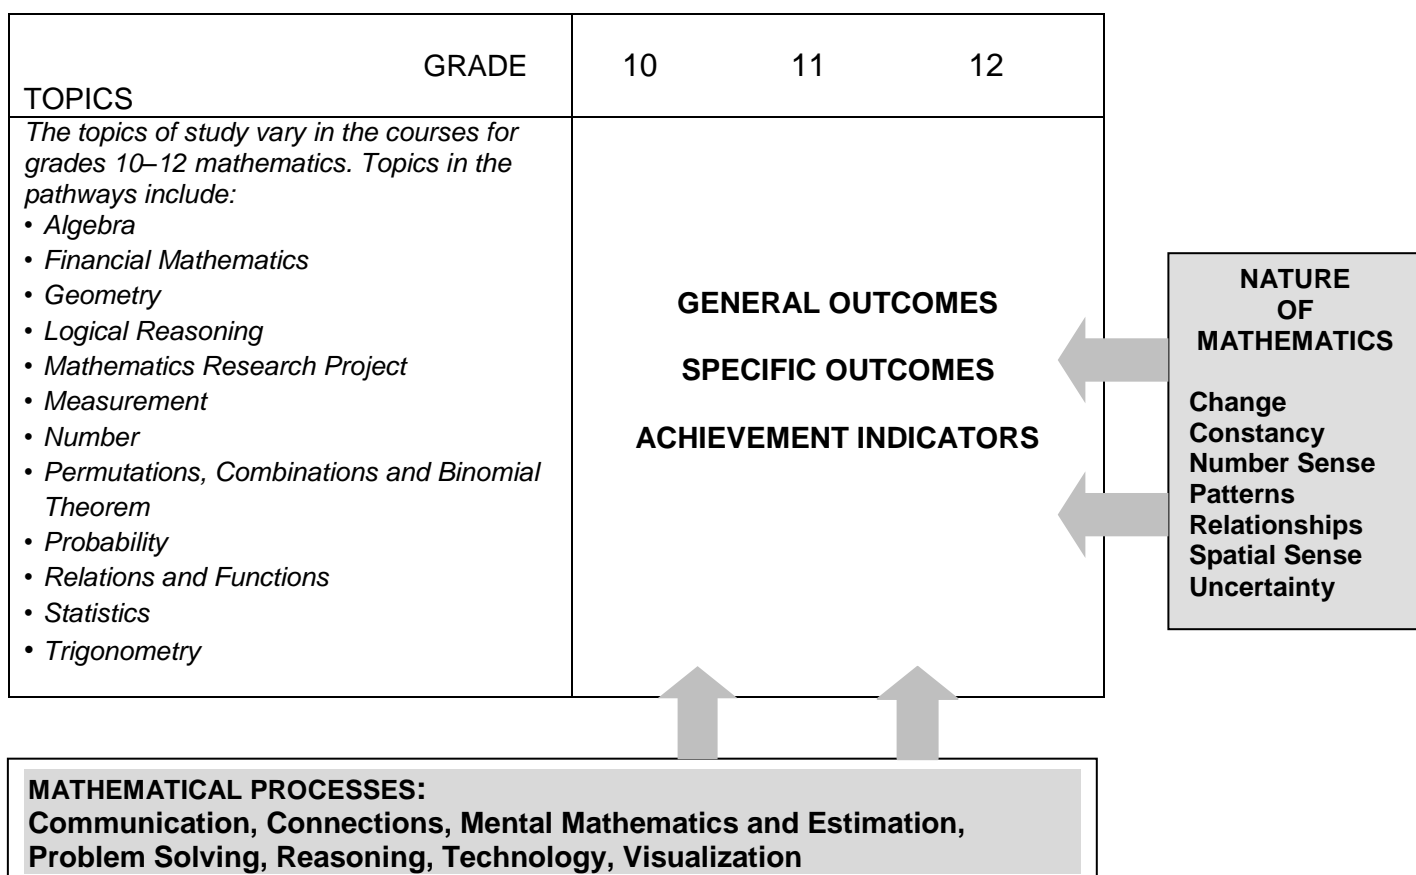 GRADE 10 11 12
TOPICS
The topics of study vary in the courses for
grades 10–12 mathematics. Topics in the
pathways include:
• Algebra
• Financial Mathematics
• Geometry
• Logical Reasoning
• Mathematics Research Project
• Measurement
• Number
• Permutations, Combinations and Binomial
Theorem
• Probability
• Relations and Functions
• Statistics
• Trigonometry
GENERAL OUTCOMES
SPECIFIC OUTCOMES
ACHIEVEMENT INDICATORS
NATURE
OF
MATHEMATICS
Change
Constancy
Number Sense
Patterns
Relationships
Spatial Sense
Uncertainty
MATHEMATICAL PROCESSES:
Communication, Connections, Mental Mathematics and Estimation,
Problem Solving, Reasoning, Technology, Visualization